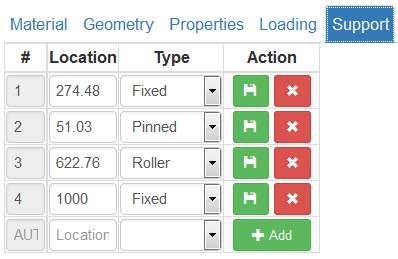 Material Geometry Properties Loading Support
# Location Type Action
1 274.48 Fixed
2 51.03 Pinned
3 622.76 Roller
4 1000 Fixed
AUT Location Add